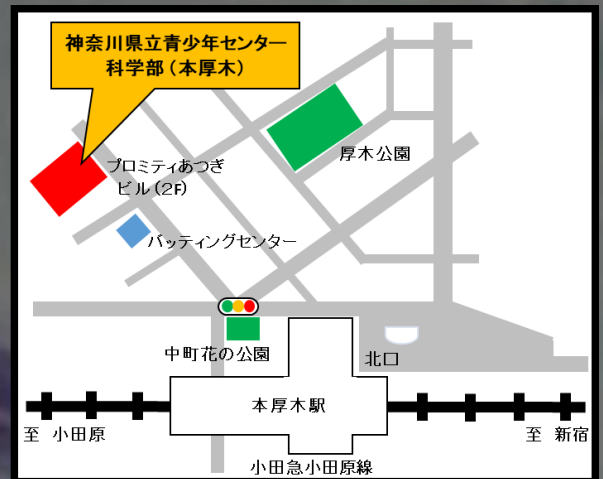 神奈川県立青少年センター
科学部（本厚木）
プロミティあつぎ
ビル(2F)
厚木公園
バッティングセンター
中町花の公園
北口
本厚木駅
至 小田原
至 新宿
小田急小田原線